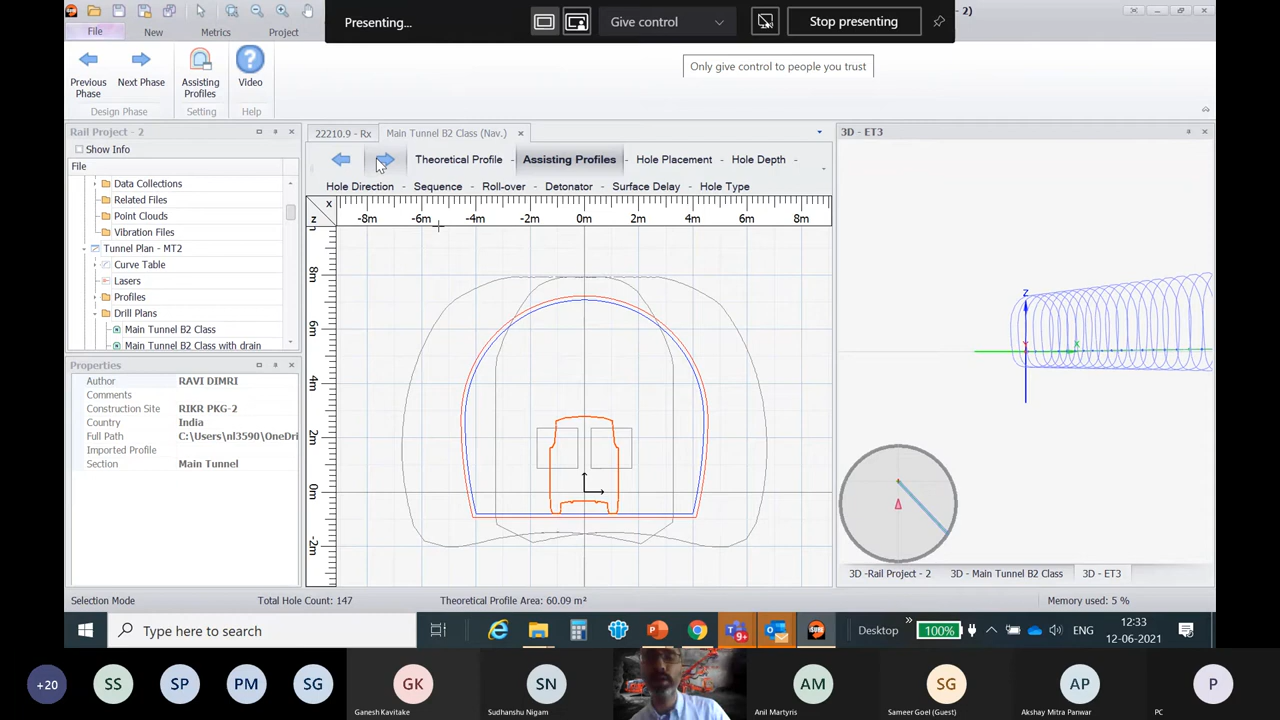 Presenting...
Give control
Stop presenting
- 2)
Only give control to people you trust
File
New
Metrics
Project
Previous Phase
Next Phase
Assisting Profiles
Video
Design Phase
Setting
Help
Rail Project - 2
Show Info
File
Data Collections
Related Files
Point Clouds
Vibration Files
Tunnel Plan - MT2
Curve Table
Lasers
Profiles
Drill Plans
Main Tunnel B2 Class
Main Tunnel B2 Class with drain
Properties
Author RAVI DIMRI
Comments
Construction Site RIKR PKG-2
Country India
Full Path C:\Users\nl3590\OneDri
Imported Profile
Section Main Tunnel
22210.9 - Rx
Main Tunnel B2 Class (Nav.)
Theoretical Profile - Assisting Profiles - Hole Placement - Hole Depth -
Hole Direction - Sequence - Roll-over - Detonator - Surface Delay - Hole Type
x
z
-8m -6m -4m -2m 0m 2m 4m 6m 8m
8m
6m
4m
2m
0m
-2m
3D - ET3
Z
Y
X
3D -Rail Project - 2
3D - Main Tunnel B2 Class
3D - ET3
Selection Mode
Total Hole Count: 147
Theoretical Profile Area: 60.09 m²
Memory used: 5 %
Type here to search
9+
Desktop
100%
ENG
12:33
12-06-2021
+20
SS
SP
PM
SG
GK
Ganesh Kavitake
SN
Sudhanshu Nigam
AM
Anil Martyris
SG
Sameer Goel (Guest)
AP
Akshay Mitra Panwar
P
PC